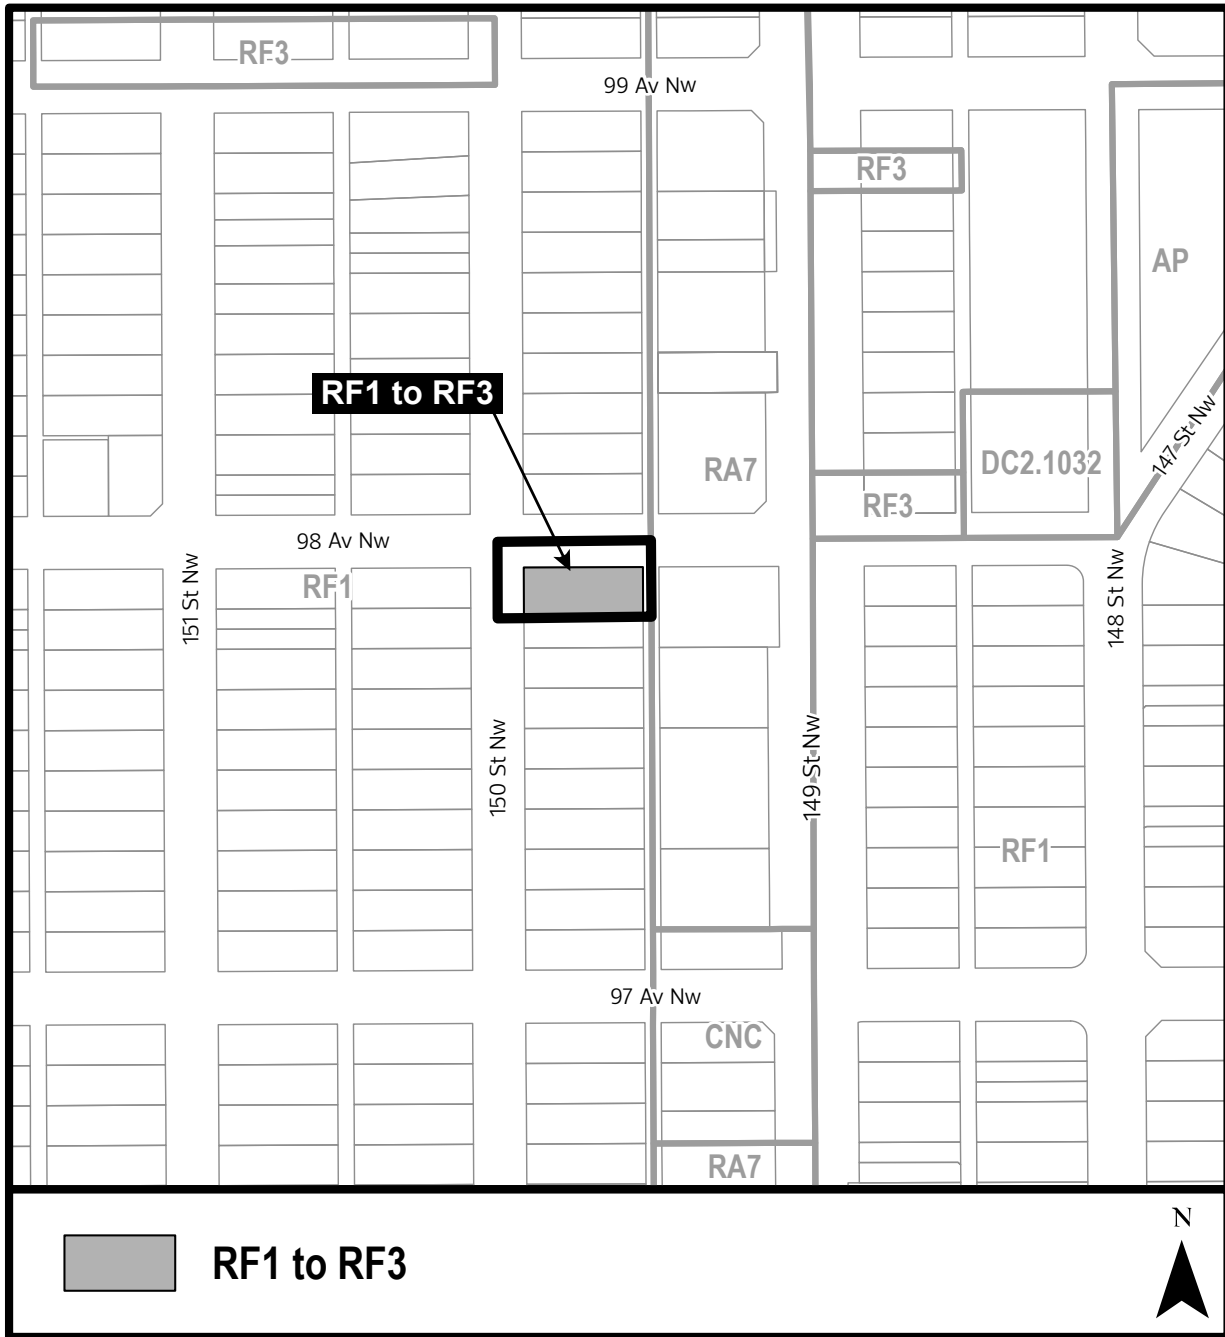 RF3
99 Av Nw
RF3
AP
RF1 to RF3
147 St Nw
RA7
DC2.1032
RF3
98 Av Nw
RF1
151 St Nw
148 St Nw
150 St Nw
149 St Nw
RF1
97 Av Nw
CNC
RA7
N
RF1 to RF3